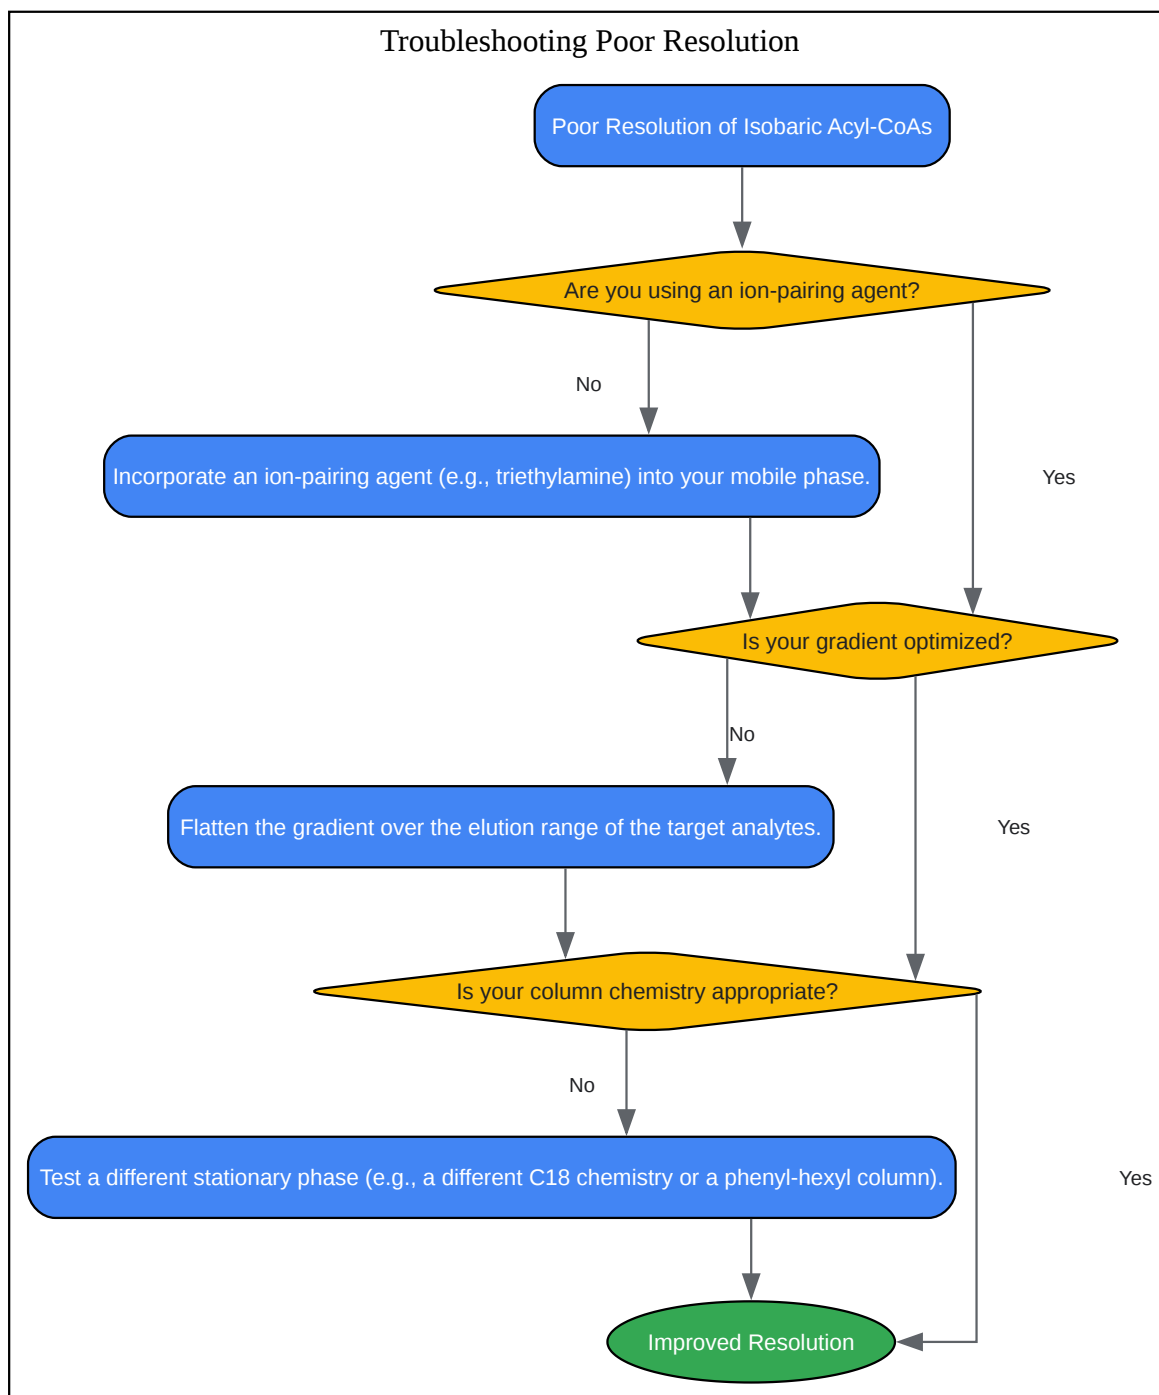 Troubleshooting Poor Resolution
Poor Resolution of Isobaric Acyl-CoAs
Are you using an ion-pairing agent?
No
Incorporate an ion-pairing agent (e.g., triethylamine) into your mobile phase.
Yes
Is your gradient optimized?
No
Flatten the gradient over the elution range of the target analytes.
Yes
Is your column chemistry appropriate?
No
Test a different stationary phase (e.g., a different C18 chemistry or a phenyl-hexyl column).
Yes
Improved Resolution